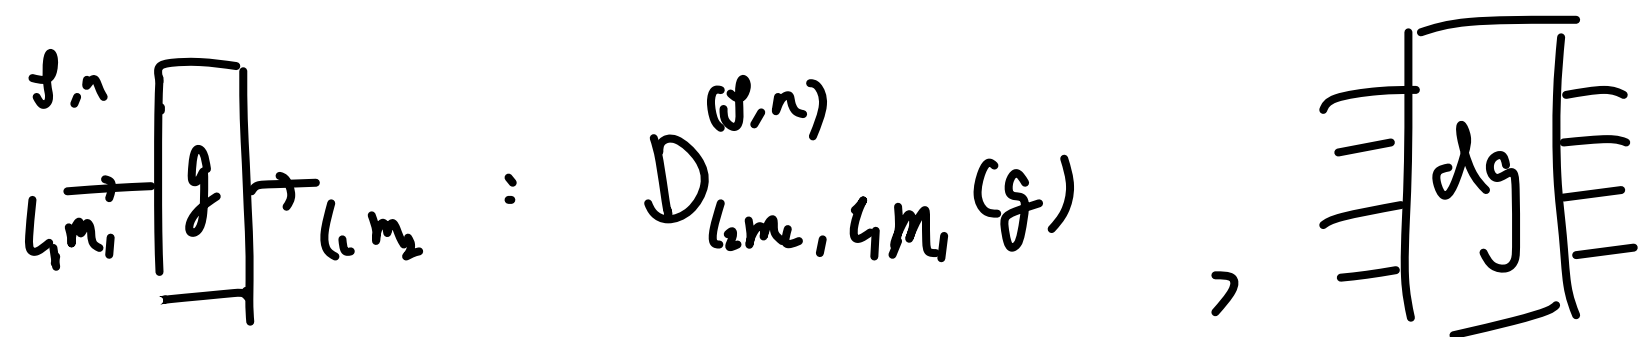 ρ,n
l₁m₁ g l₂m₂ : D^{(ρ,n)}_{l₂m₂, l₁m₁}(g) , dg